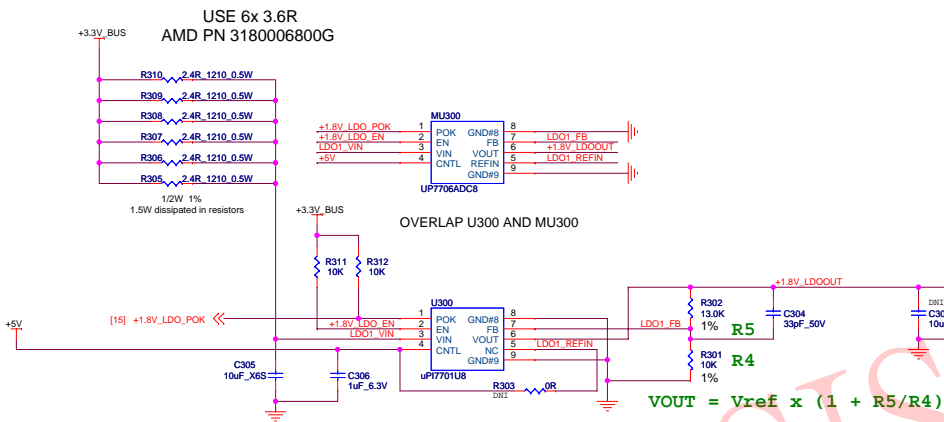 USE 6x 3.6R
AMD PN 3180006800G
+3.3V_BUS
R310 2.4R_1210_0.5W
R309 2.4R_1210_0.5W
R308 2.4R_1210_0.5W
R307 2.4R_1210_0.5W
R306 2.4R_1210_0.5W
R305 2.4R_1210_0.5W
1/2W 1%
1.5W dissipated in resistors
MU300
+1.8V_LDO_POK 1 POK GND#8 8
+1.8V_LDO_EN 2 EN FB 7 LDO1_FB
LDO1_VIN 3 VIN VOUT 6 +1.8V_LDOOUT
+5V 4 CNTL REFIN 5 LDO1_REFIN
GND#9 9
UP7706ADC8
+3.3V_BUS
OVERLAP U300 AND MU300
R311 10K
R312 10K
U300
[15] +1.8V_LDO_POK 1 POK GND#8 8
+1.8V_LDO_EN 2 EN FB 7 LDO1_FB
LDO1_VIN 3 VIN VOUT 6
+5V 4 CNTL NC 5 LDO1_REFIN
GND#9 9
uPI7701U8
C305
10uF_X6S
C306
1uF_6.3V
R303 0R
DNI
+1.8V_LDOOUT
R302
13.0K
1% R5
R301
10K R4
1%
C304
33pF_50V
DNI
VOUT = Vref x (1 + R5/R4)